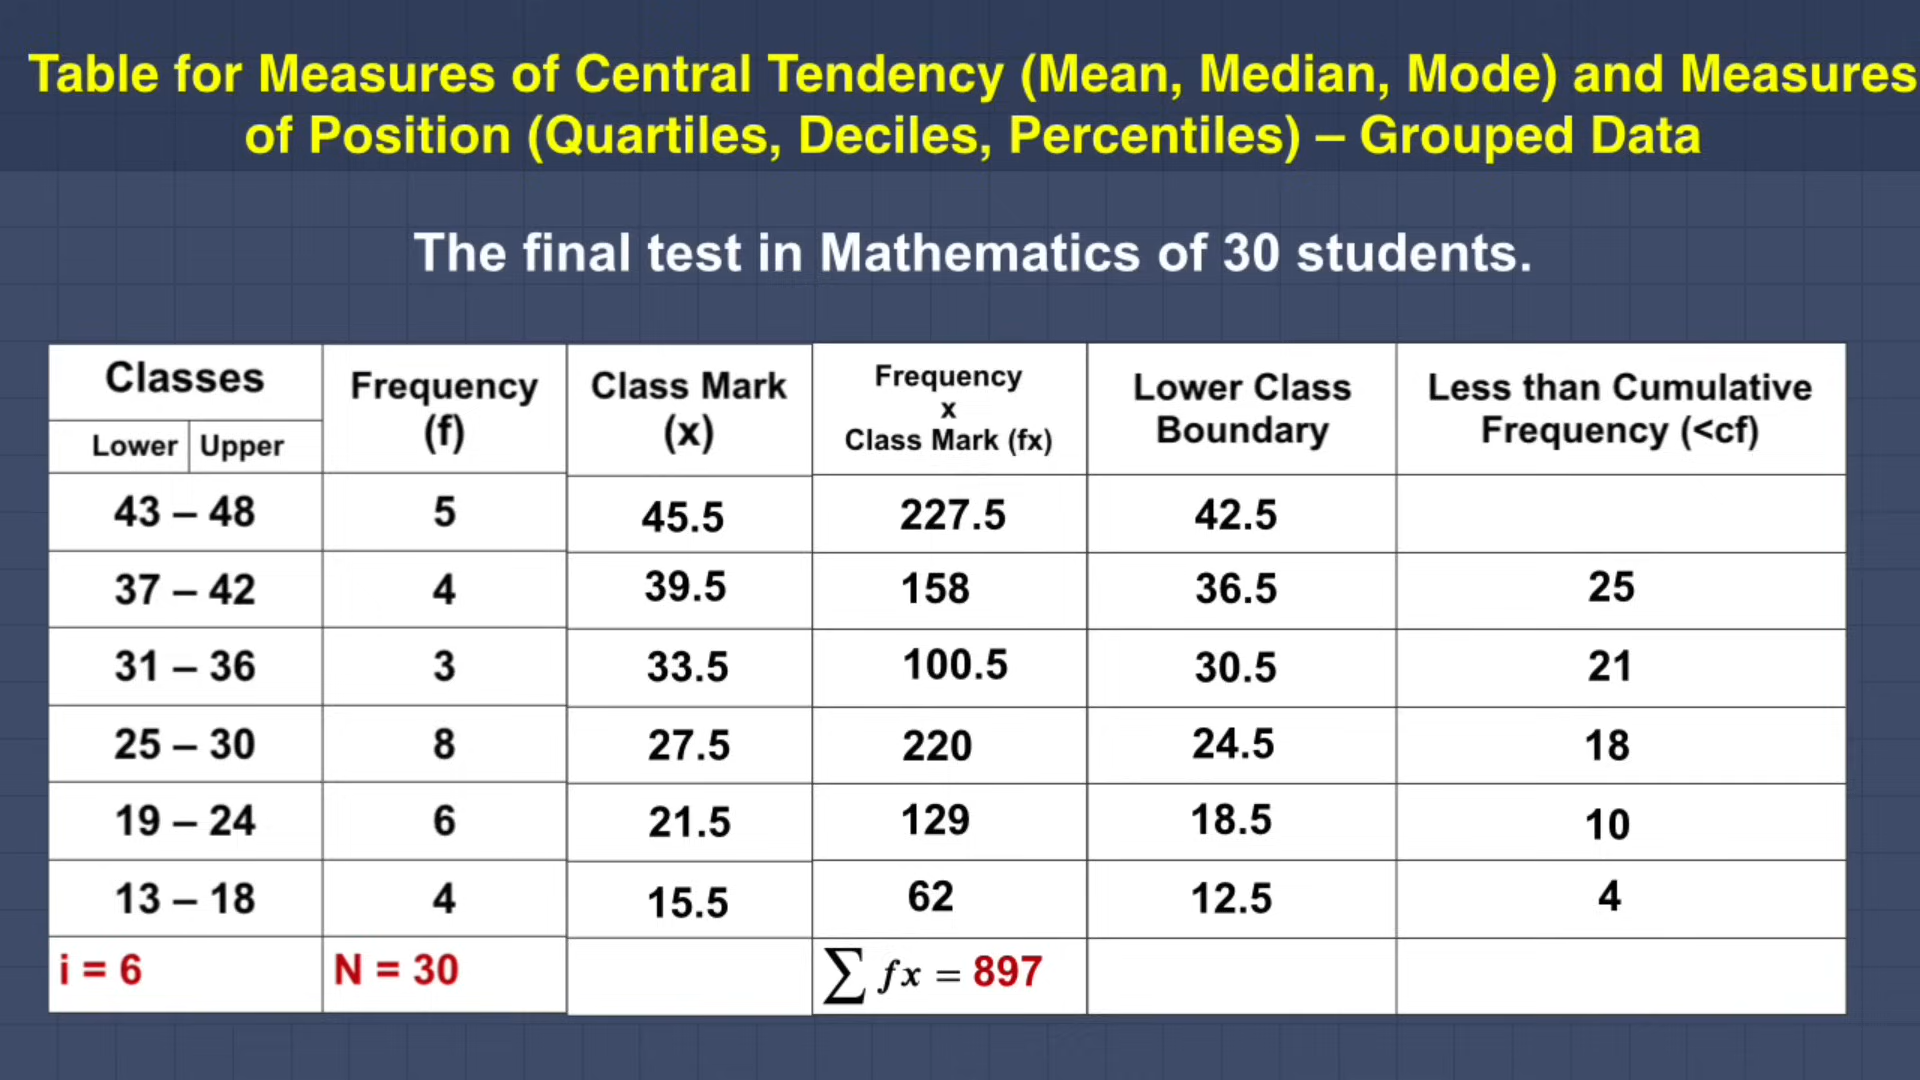 Table for Measures of Central Tendency (Mean, Median, Mode) and Measures
of Position (Quartiles, Deciles, Percentiles) – Grouped Data
The final test in Mathematics of 30 students.
Classes
Lower Upper
Frequency
(f)
Class Mark
(x)
Frequency
x
Class Mark (fx)
Lower Class
Boundary
Less than Cumulative
Frequency (<cf)
43 – 48 5 45.5 227.5 42.5
37 – 42 4 39.5 158 36.5 25
31 – 36 3 33.5 100.5 30.5 21
25 – 30 8 27.5 220 24.5 18
19 – 24 6 21.5 129 18.5 10
13 – 18 4 15.5 62 12.5 4
i = 6 N = 30 ∑ fx = 897